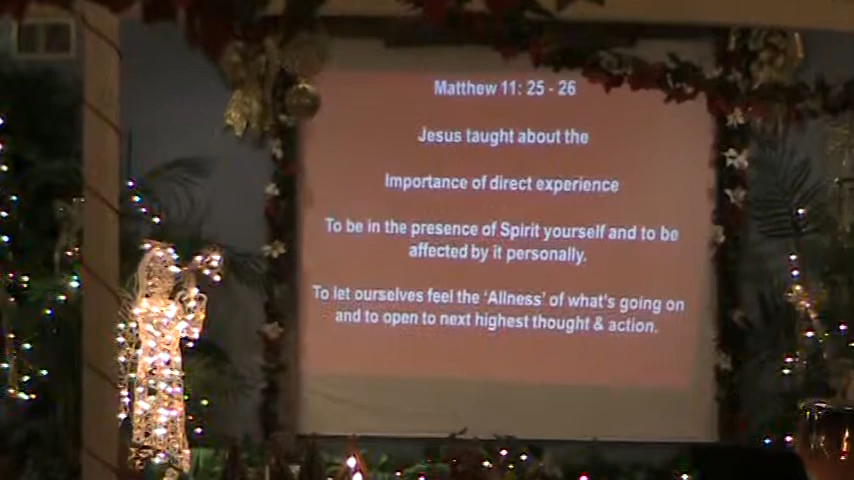 Matthew 11: 25 - 26
Jesus taught about the
Importance of direct experience
To be in the presence of Spirit yourself and to be
affected by it personally.
To let ourselves feel the ‘Allness’ of what's going on
and to open to next highest thought & action.